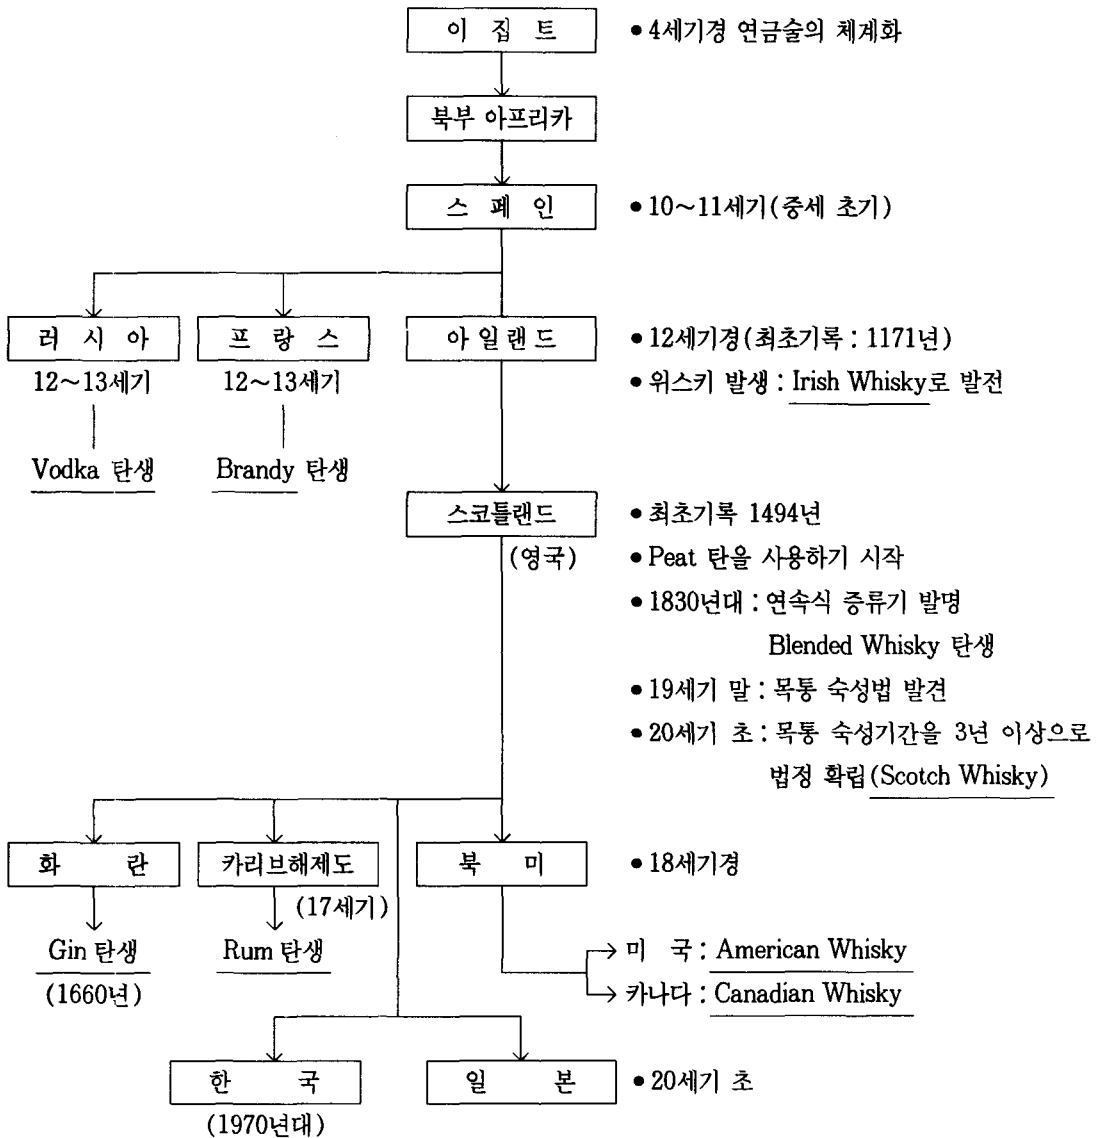 이 집 트
• 4세기경 연금술의 체계화
북부 아프리카
스 페 인
• 10~11세기(중세 초기)
러 시 아
프 랑 스
아 일 랜 드
• 12세기경(최초기록 : 1171년)
12~13세기
12~13세기
• 위스키 발생 : Irish Whisky로 발전
Vodka 탄생
Brandy 탄생
스코틀랜드
• 최초기록 1494년
(영국)
• Peat 탄을 사용하기 시작
• 1830년대 : 연속식 증류기 발명
Blended Whisky 탄생
• 19세기 말 : 목통 숙성법 발견
• 20세기 초 : 목통 숙성기간을 3년 이상으로
법정 확립(Scotch Whisky)
화 란
카리브해제도
북 미
• 18세기경
(17세기)
Gin 탄생
Rum 탄생
미 국 : American Whisky
(1660년)
카나다 : Canadian Whisky
한 국
일 본
• 20세기 초
(1970년대)